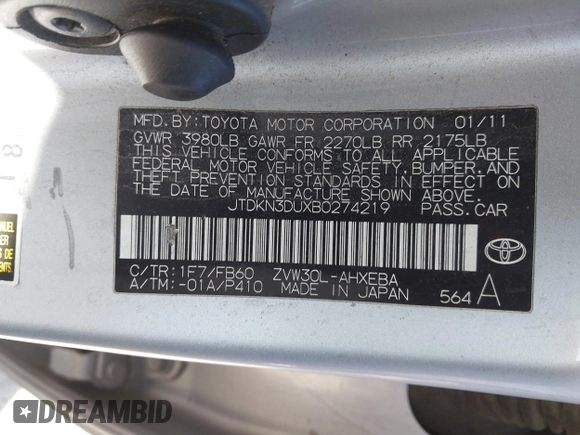 MFD. BY: TOYOTA MOTOR CORPORATION 01/11
GVWR 3980LB GAWR FR 2270LB RR 2175LB
THIS VEHICLE CONFORMS TO ALL APPLICABLE
FEDERAL MOTOR VEHICLE SAFETY, BUMPER, AND
THEFT PREVENTION STANDARDS IN EFFECT ON
THE DATE OF MANUFACTURE SHOWN ABOVE.
JTDKN3DUXB0274219 PASS. CAR
C/TR: 1F7/FB60 ZVW30L-AHXEBA
A/TM: -01A/P410 MADE IN JAPAN
564 A
TOYOTA
DREAMBID